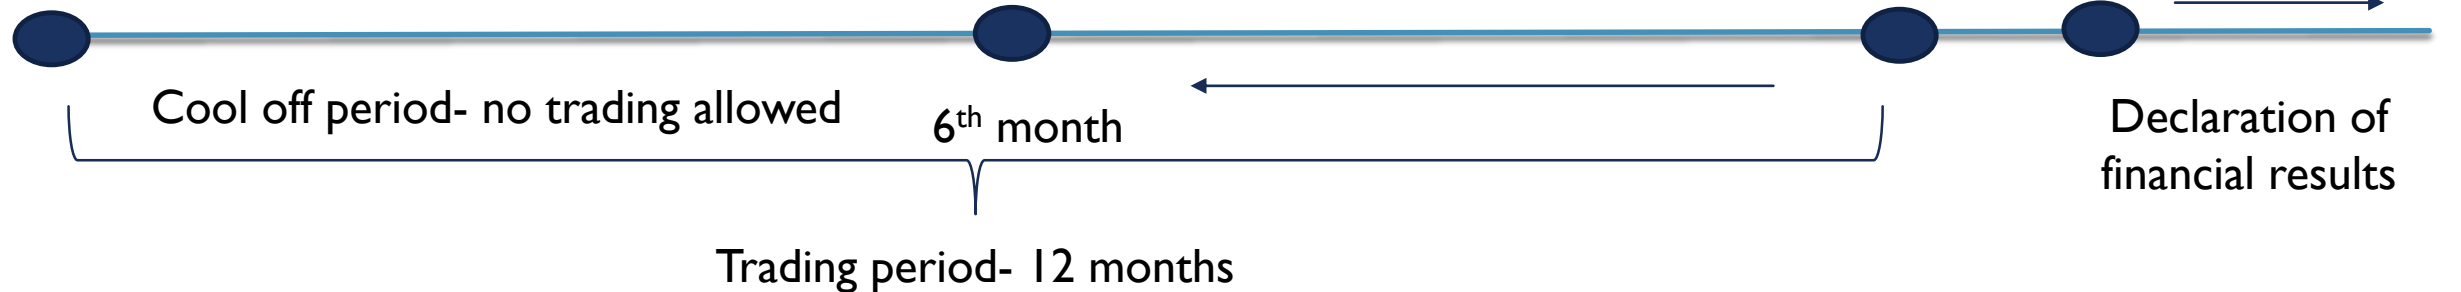 Cool off period- no trading allowed
6th month
Declaration of
financial results
Trading period- 12 months